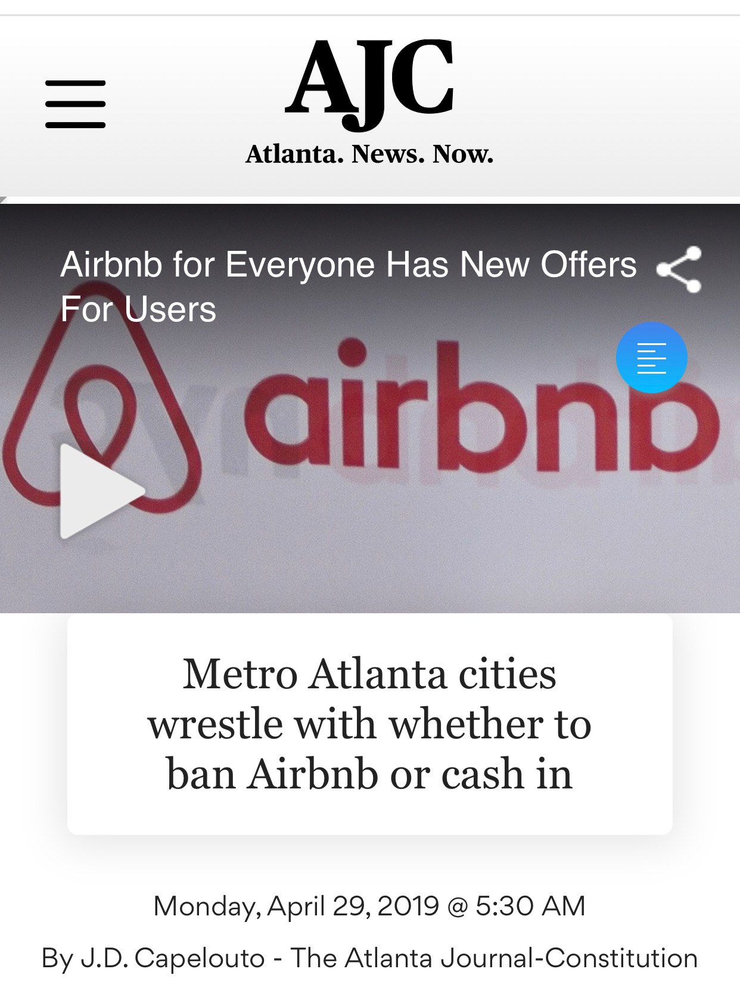 AJC
Atlanta. News. Now.
Airbnb for Everyone Has New Offers
For Users
airbnb
Metro Atlanta cities
wrestle with whether to
ban Airbnb or cash in
Monday, April 29, 2019 @ 5:30 AM
By J.D. Capelouto - The Atlanta Journal-Constitution